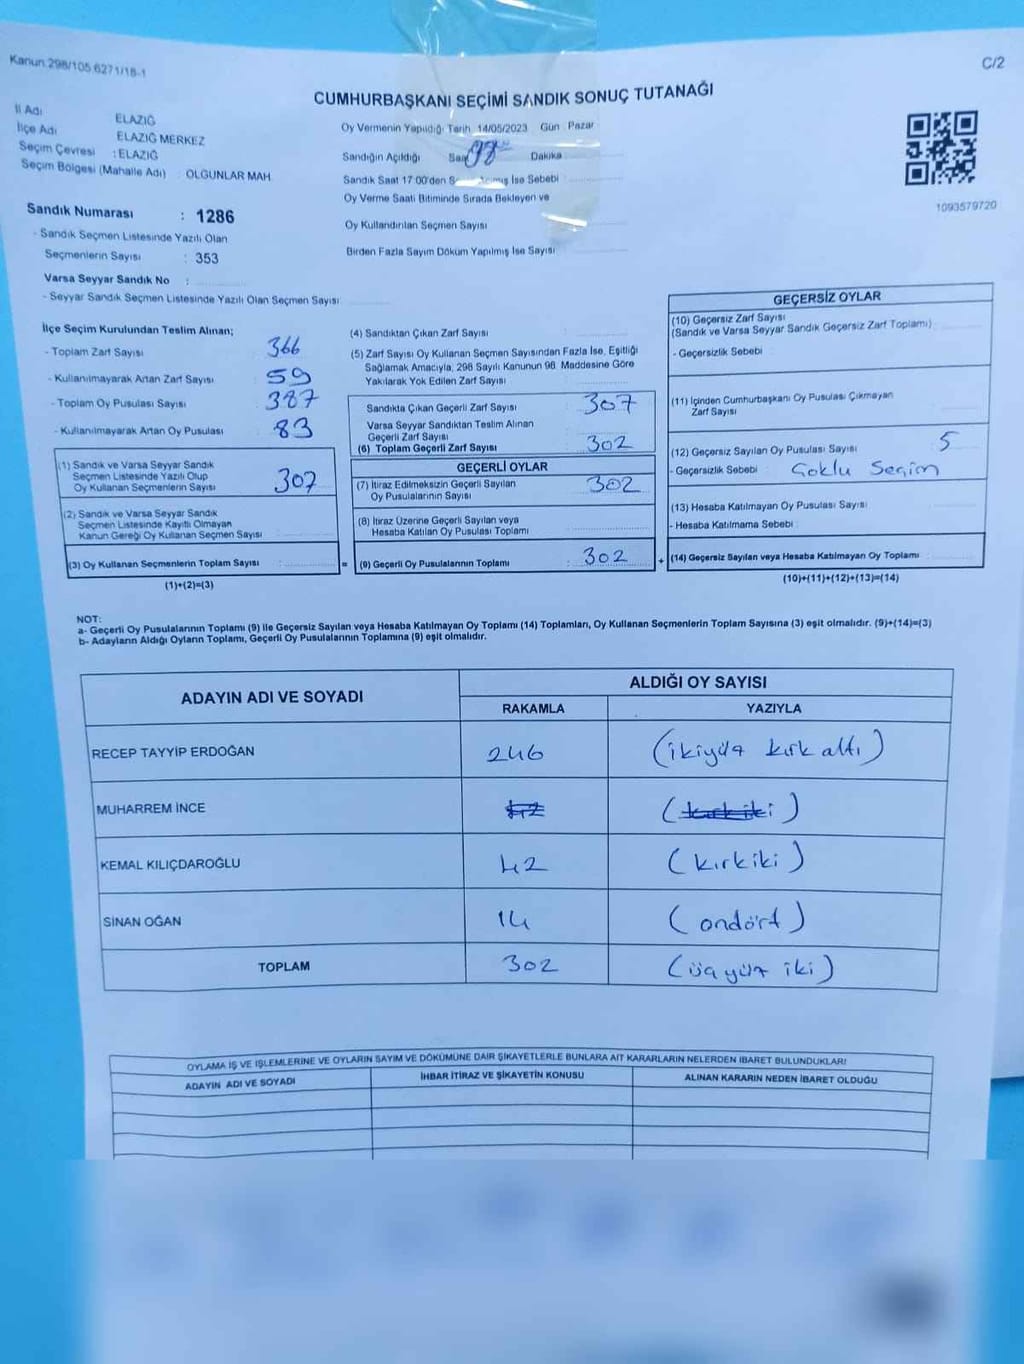 Kanun:298/105,6271/18-1
C/2
CUMHURBAŞKANI SEÇİMİ SANDIK SONUÇ TUTANAĞI
İl Adı ELAZIĞ
İlçe Adı ELAZIĞ MERKEZ
Seçim Çevresi : ELAZIĞ
Seçim Bölgesi (Mahalle Adı) : OLGUNLAR MAH.
Oy Vermenin Yapıldığı Tarih 14/05/2023 Gün Pazar
Sandığın Açıldığı Saat Dakika
Sandık Saat 17:00'den İse Sebebi :
Oy Verme Saati Bitiminde Sırada Bekleyen ve
Oy Kullandırılan Seçmen Sayısı
Birden Fazla Sayım Döküm Yapılmış İse Sayısı
1093579720
Sandık Numarası : 1286
- Sandık Seçmen Listesinde Yazılı Olan
Seçmenlerin Sayısı : 353
Varsa Seyyar Sandık No :
- Seyyar Sandık Seçmen Listesinde Yazılı Olan Seçmen Sayısı
İlçe Seçim Kurulundan Teslim Alınan;
- Toplam Zarf Sayısı : 366
- Kullanılmayarak Artan Zarf Sayısı : 59
- Toplam Oy Pusulası Sayısı : 387
- Kullanılmayarak Artan Oy Pusulası : 83
(1) Sandık ve Varsa Seyyar Sandık
Seçmen Listesinde Yazılı Olup
Oy Kullanan Seçmenlerin Sayısı : 307
(2) Sandık ve Varsa Seyyar Sandık
Seçmen Listesinde Kayıtlı Olmayan
Kanun Gereği Oy Kullanan Seçmen Sayısı :
(3) Oy Kullanan Seçmenlerin Toplam Sayısı :
(1)+(2)=(3)
(4) Sandıktan Çıkan Zarf Sayısı
(5) Zarf Sayısı Oy Kullanan Seçmen Sayısından Fazla İse, Eşitliği
Sağlamak Amacıyla, 298 Sayılı Kanunun 98. Maddesine Göre
Yakılarak Yok Edilen Zarf Sayısı
Sandıkta Çıkan Geçerli Zarf Sayısı : 307
Varsa Seyyar Sandıktan Teslim Alınan
Geçerli Zarf Sayısı
(6) Toplam Geçerli Zarf Sayısı : 302
GEÇERLİ OYLAR
(7) İtiraz Edilmeksizin Geçerli Sayılan
Oy Pusulalarının Sayısı : 302
(8) İtiraz Üzerine Geçerli Sayılan veya
Hesaba Katılan Oy Pusulası Toplamı
= (9) Geçerli Oy Pusulalarının Toplamı : 302
GEÇERSİZ OYLAR
(10) Geçersiz Zarf Sayısı
(Sandık ve Varsa Seyyar Sandık Geçersiz Zarf Toplamı)
- Geçersizlik Sebebi
(11) İçinden Cumhurbaşkanı Oy Pusulası Çıkmayan
Zarf Sayısı
(12) Geçersiz Sayılan Oy Pusulası Sayısı : 5
- Geçersizlik Sebebi : Çoklu Seçim
(13) Hesaba Katılmayan Oy Pusulası Sayısı
- Hesaba Katılmama Sebebi
+ (14) Geçersiz Sayılan veya Hesaba Katılmayan Oy Toplamı :
(10)+(11)+(12)+(13)=(14)
NOT:
a- Geçerli Oy Pusulalarının Toplamı (9) ile Geçersiz Sayılan veya Hesaba Katılmayan Oy Toplamı (14) Toplamları, Oy Kullanan Seçmenlerin Toplam Sayısına (3) eşit olmalıdır. (9)+(14)=(3)
b- Adayların Aldığı Oyların Toplamı, Geçerli Oy Pusulalarının Toplamına (9) eşit olmalıdır.
ADAYIN ADI VE SOYADI ALDIĞI OY SAYISI
RAKAMLA YAZIYLA
RECEP TAYYİP ERDOĞAN 246 (ikiyüz kırk altı)
MUHARREM İNCE
KEMAL KILIÇDAROĞLU 42 (kırkiki)
SİNAN OĞAN 14 (ondört)
TOPLAM 302 (üçyüz iki)
OYLAMA İŞ VE İŞLEMLERİNE VE OYLARIN SAYIM VE DÖKÜMÜNE DAİR ŞİKAYETLERLE BUNLARA AİT KARARLARIN NELERDEN İBARET BULUNDUKLARI
ADAYIN ADI VE SOYADI İHBAR İTİRAZ VE ŞİKAYETİN KONUSU ALINAN KARARIN NEDEN İBARET OLDUĞU